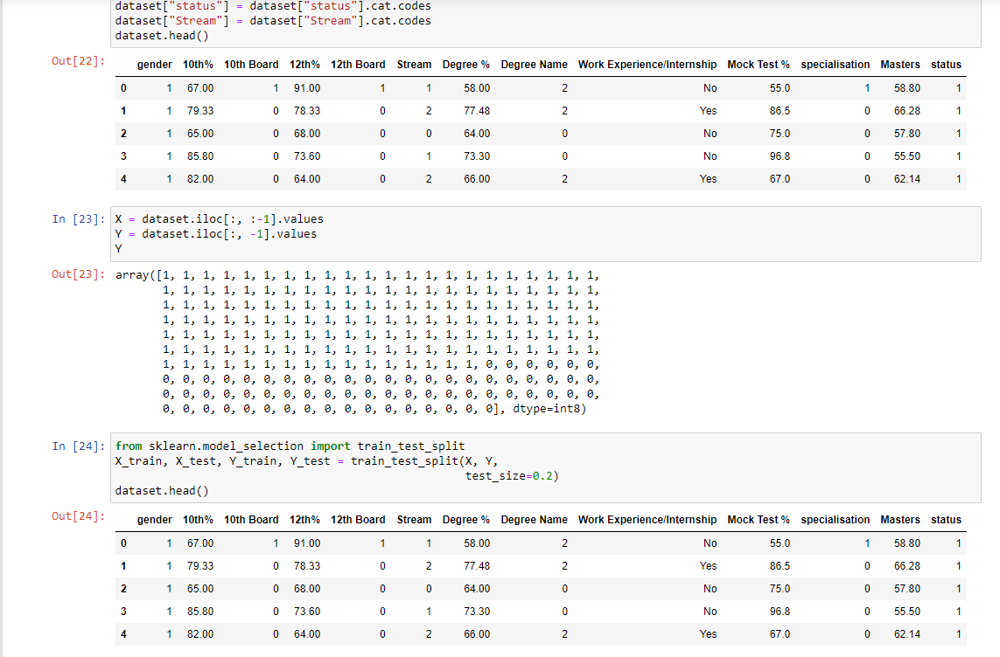 dataset["status"] = dataset["status"].cat.codes
dataset["Stream"] = dataset["Stream"].cat.codes
dataset.head()
Out[22]:
gender 10th% 10th Board 12th% 12th Board Stream Degree % Degree Name Work Experience/Internship Mock Test % specialisation Masters status
0 1 67.00 1 91.00 1 1 58.00 2 No 55.0 1 58.80 1
1 1 79.33 0 78.33 0 2 77.48 2 Yes 86.5 0 66.28 1
2 1 65.00 0 68.00 0 0 64.00 0 No 75.0 0 57.80 1
3 1 85.80 0 73.60 0 1 73.30 0 No 96.8 0 55.50 1
4 1 82.00 0 64.00 0 2 66.00 2 Yes 67.0 0 62.14 1
In [23]: X = dataset.iloc[:, :-1].values
Y = dataset.iloc[:, -1].values
Y
Out[23]: array([1, 1, 1, 1, 1, 1, 1, 1, 1, 1, 1, 1, 1, 1, 1, 1, 1, 1, 1, 1, 1, 1,
1, 1, 1, 1, 1, 1, 1, 1, 1, 1, 1, 1, 1, 1, 1, 1, 1, 1, 1, 1, 1, 1,
1, 1, 1, 1, 1, 1, 1, 1, 1, 1, 1, 1, 1, 1, 1, 1, 1, 1, 1, 1, 1, 1,
1, 1, 1, 1, 1, 1, 1, 1, 1, 1, 1, 1, 1, 1, 1, 1, 1, 1, 1, 1, 1, 1,
1, 1, 1, 1, 1, 1, 1, 1, 1, 1, 1, 1, 1, 1, 1, 1, 1, 1, 1, 1, 1, 1,
1, 1, 1, 1, 1, 1, 1, 1, 1, 1, 1, 1, 1, 1, 1, 1, 1, 1, 1, 1, 1, 1,
1, 1, 1, 1, 1, 1, 1, 1, 1, 1, 1, 1, 1, 1, 1, 1, 0, 0, 0, 0, 0, 0,
0, 0, 0, 0, 0, 0, 0, 0, 0, 0, 0, 0, 0, 0, 0, 0, 0, 0, 0, 0, 0, 0,
0, 0, 0, 0, 0, 0, 0, 0, 0, 0, 0, 0, 0, 0, 0, 0, 0, 0, 0, 0, 0, 0,
0, 0, 0, 0, 0, 0, 0, 0, 0, 0, 0, 0, 0, 0, 0, 0, 0], dtype=int8)
In [24]: from sklearn.model_selection import train_test_split
X_train, X_test, Y_train, Y_test = train_test_split(X, Y,
test_size=0.2)
dataset.head()
Out[24]:
gender 10th% 10th Board 12th% 12th Board Stream Degree % Degree Name Work Experience/Internship Mock Test % specialisation Masters status
0 1 67.00 1 91.00 1 1 58.00 2 No 55.0 1 58.80 1
1 1 79.33 0 78.33 0 2 77.48 2 Yes 86.5 0 66.28 1
2 1 65.00 0 68.00 0 0 64.00 0 No 75.0 0 57.80 1
3 1 85.80 0 73.60 0 1 73.30 0 No 96.8 0 55.50 1
4 1 82.00 0 64.00 0 2 66.00 2 Yes 67.0 0 62.14 1